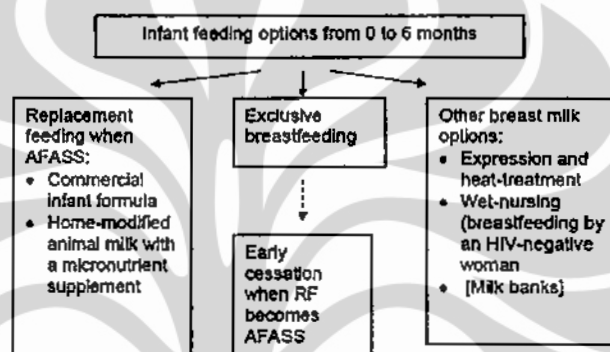 Infant feeding options from 0 to 6 months
Replacement
feeding when
AFASS:
• Commercial
infant formula
• Home-modified
animal milk with
a micronutrient
supplement
Exclusive
breastfeeding
Early
cessation
when RF
becomes
AFASS
Other breast milk
options:
• Expression and
heat-treatment
• Wet-nursing
(breastfeeding by
an HIV-negative
woman
• [Milk banks]